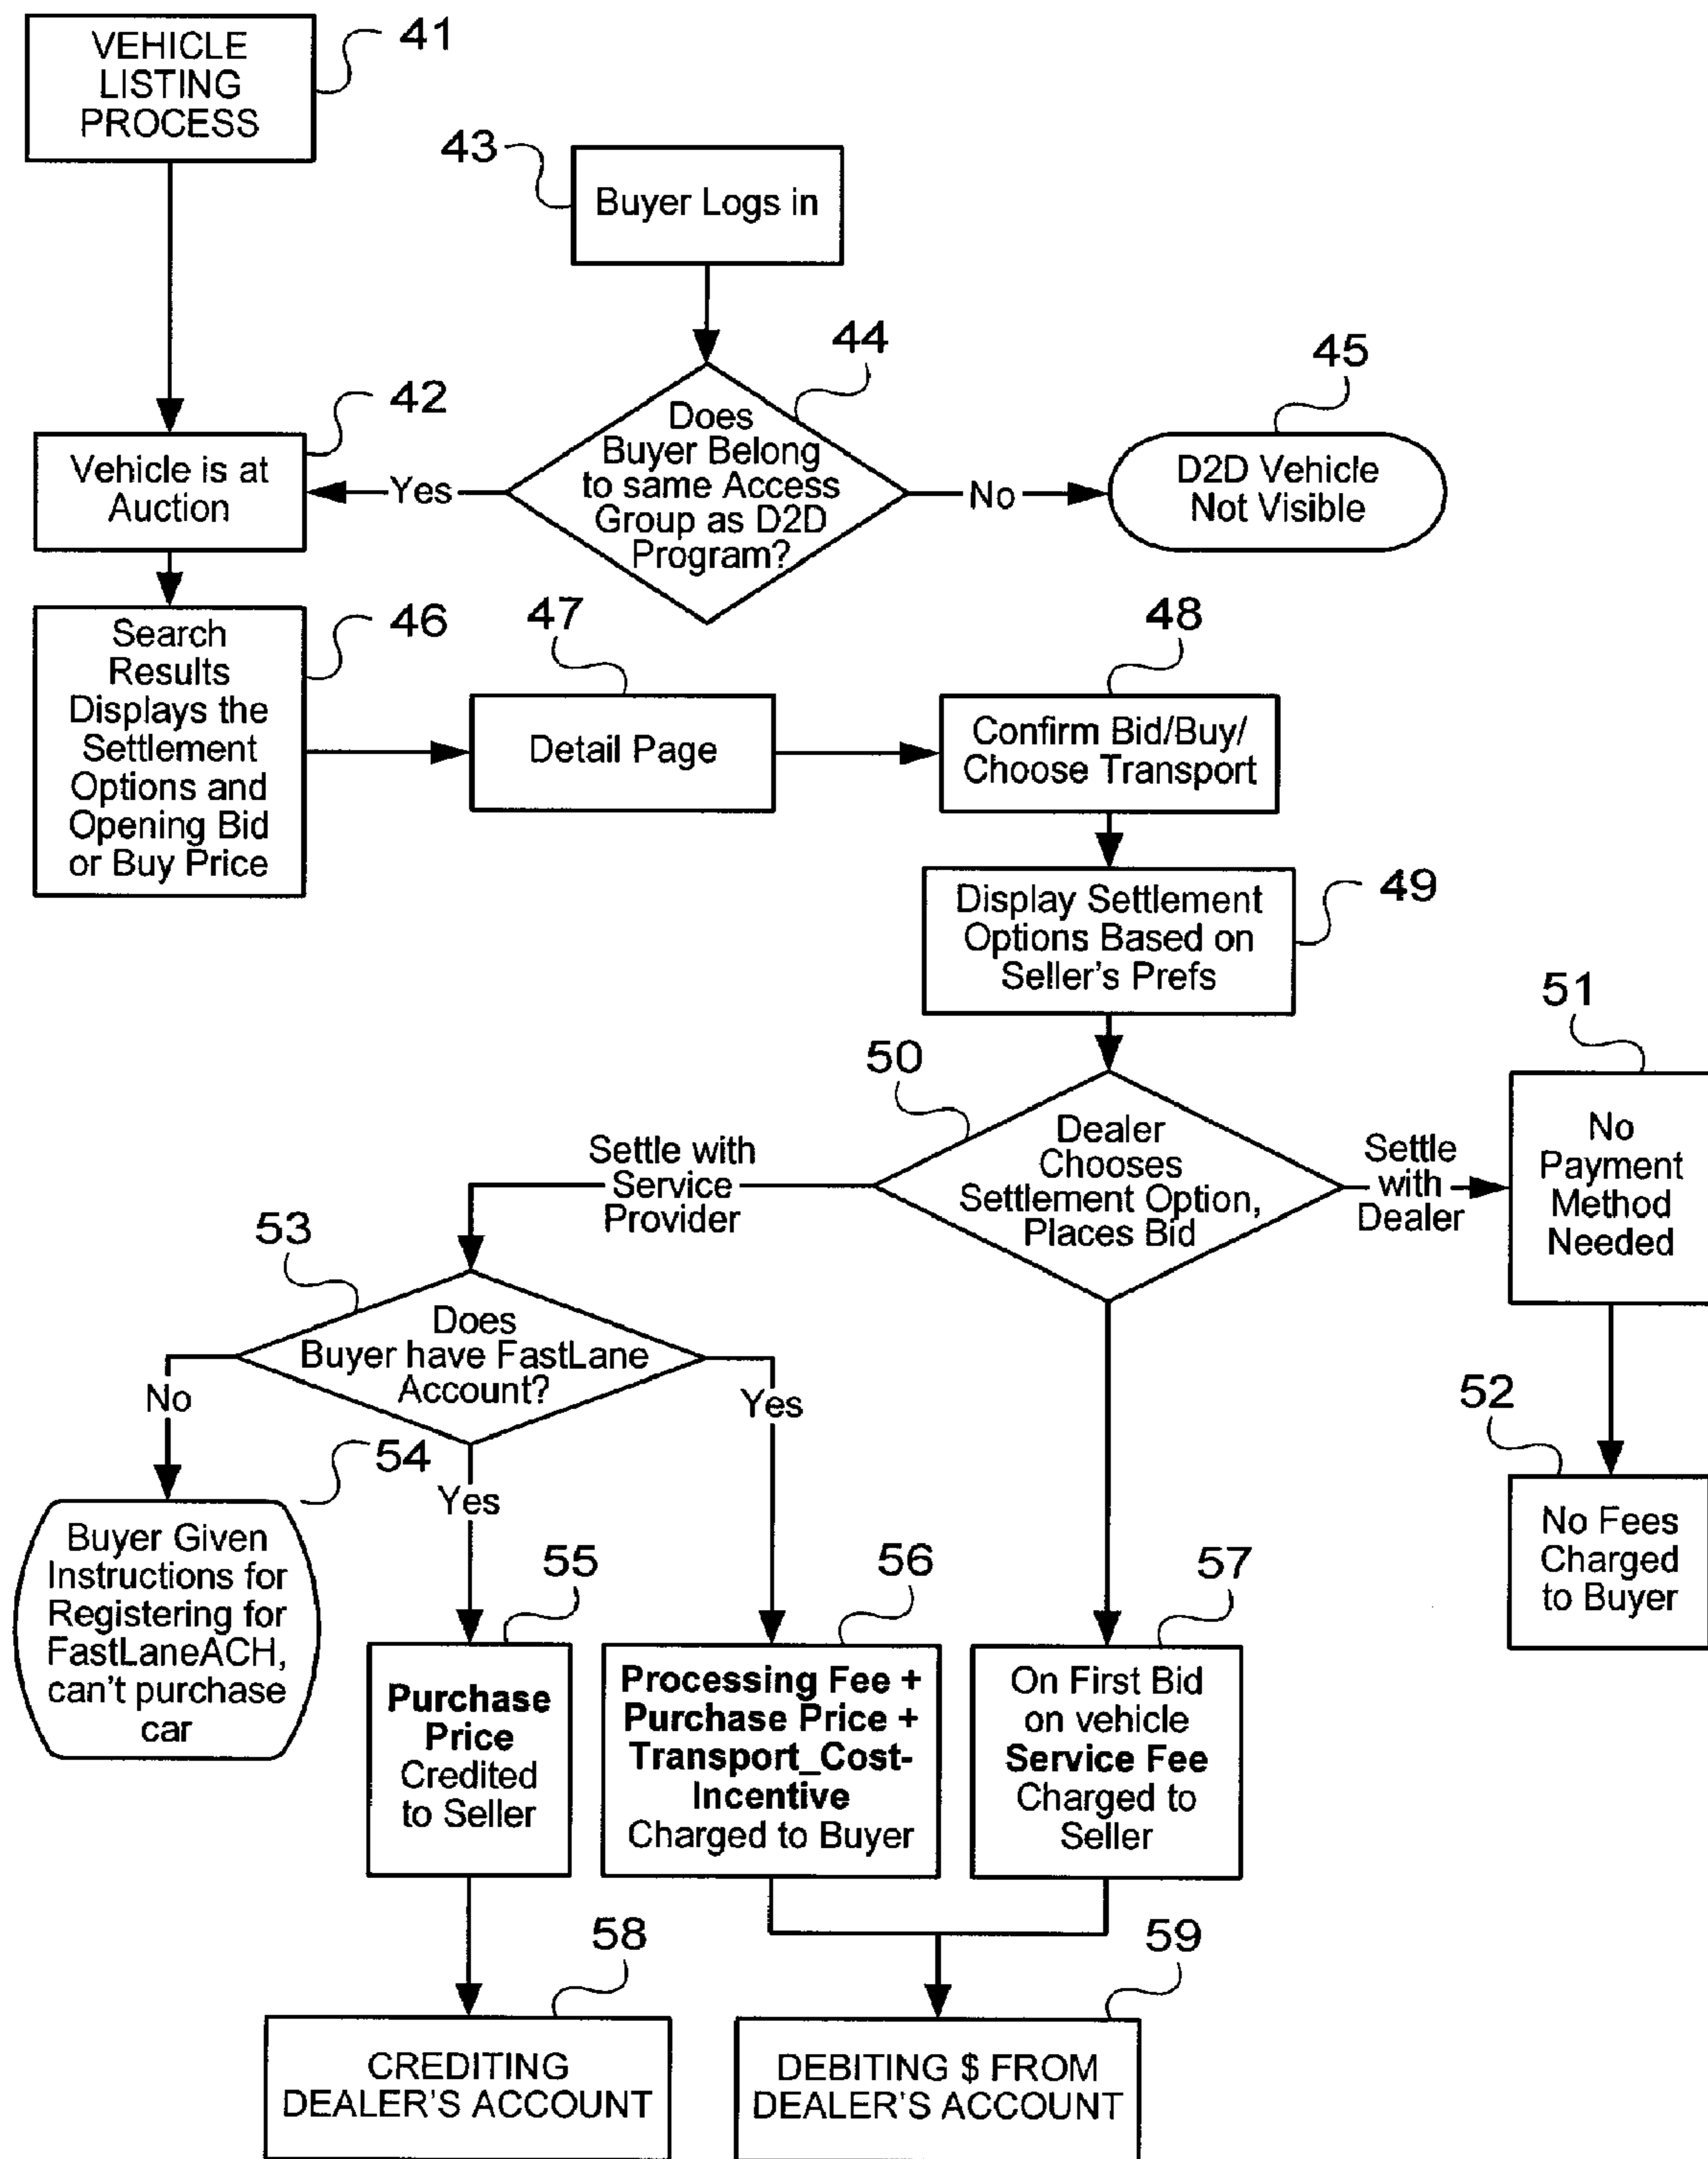 VEHICLE
LISTING
PROCESS
41
43
Buyer Logs in
44
Does
Buyer Belong
to same Access
Group as D2D
Program?
45
D2D Vehicle
Not Visible
No
Yes
42
Vehicle is at
Auction
46
Search
Results
Displays the
Settlement
Options and
Opening Bid
or Buy Price
47
Detail Page
48
Confirm Bid/Buy/
Choose Transport
49
Display Settlement
Options Based on
Seller's Prefs
50
Dealer
Chooses
Settlement Option,
Places Bid
Settle
with
Dealer
51
No
Payment
Method
Needed
52
No Fees
Charged
to Buyer
Settle with
Service
Provider
53
Does
Buyer have FastLane
Account?
No
Yes
Yes
54
Buyer Given
Instructions for
Registering for
FastLaneACH,
can't purchase
car
55
Purchase
Price
Credited
to Seller
56
Processing Fee +
Purchase Price +
Transport_Cost-
Incentive
Charged to Buyer
57
On First Bid
on vehicle
Service Fee
Charged to
Seller
58
CREDITING
DEALER'S ACCOUNT
59
DEBITING $ FROM
DEALER'S ACCOUNT